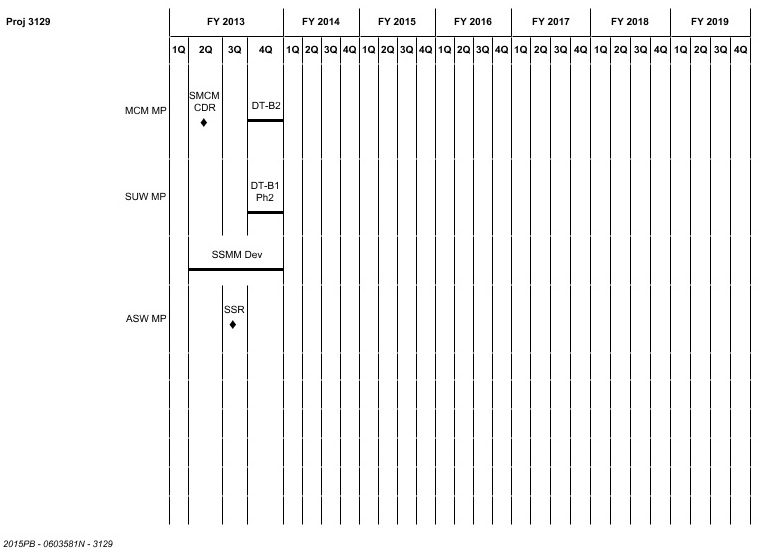 Proj 3129
FY 2013 FY 2014 FY 2015 FY 2016 FY 2017 FY 2018 FY 2019
1Q 2Q 3Q 4Q 1Q 2Q 3Q 4Q 1Q 2Q 3Q 4Q 1Q 2Q 3Q 4Q 1Q 2Q 3Q 4Q 1Q 2Q 3Q 4Q 1Q 2Q 3Q 4Q
MCM MP
SMCM
CDR
DT-B2
SUW MP
DT-B1
Ph2
SSMM Dev
ASW MP
SSR
2015PB - 0603581N - 3129